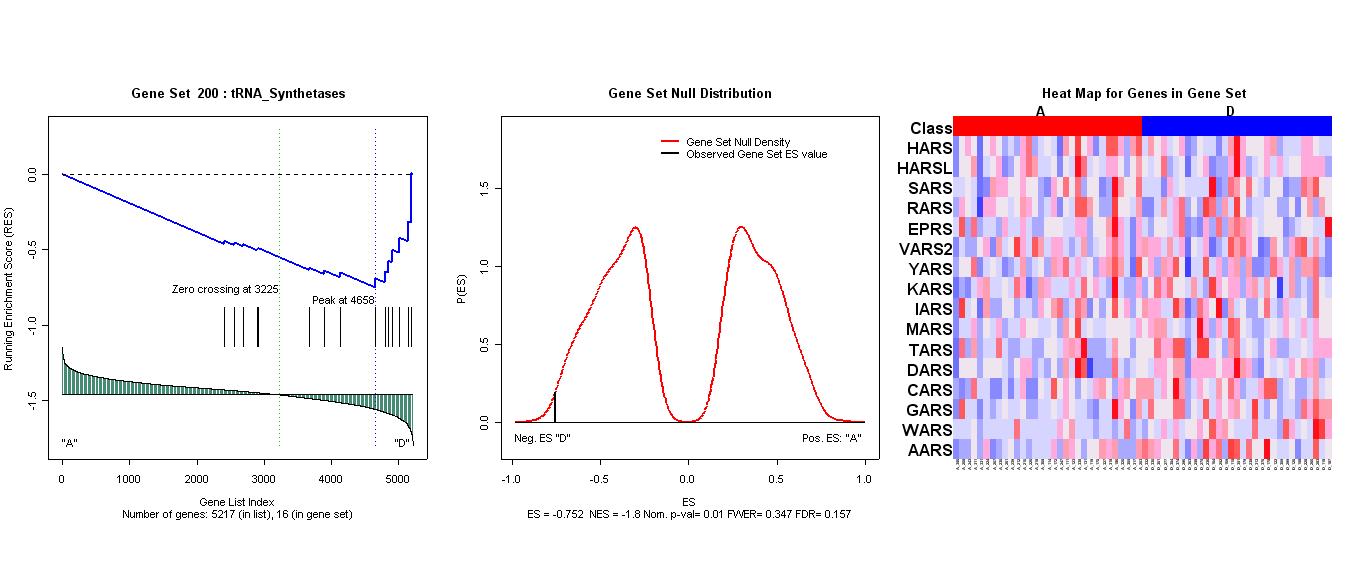 Gene Set  200 : tRNA_Synthetases
Running Enrichment Score (RES)
0.0
-0.5
-1.0
-1.5
Zero crossing at 3225
Peak at 4658
"A"
"D"
0
1000
2000
3000
4000
5000
Gene List Index
Number of genes: 5217 (in list), 16 (in gene set)
Gene Set Null Distribution
Gene Set Null Density
Observed Gene Set ES value
P(ES)
1.5
1.0
0.5
0.0
Neg. ES "D"
Pos. ES: "A"
-1.0
-0.5
0.0
0.5
1.0
ES
ES = -0.752  NES = -1.8 Nom. p-val= 0.01 FWER= 0.347 FDR= 0.157
Heat Map for Genes in Gene Set
A
D
Class
HARS
HARSL
SARS
RARS
EPRS
VARS2
YARS
KARS
IARS
MARS
TARS
DARS
CARS
GARS
WARS
AARS